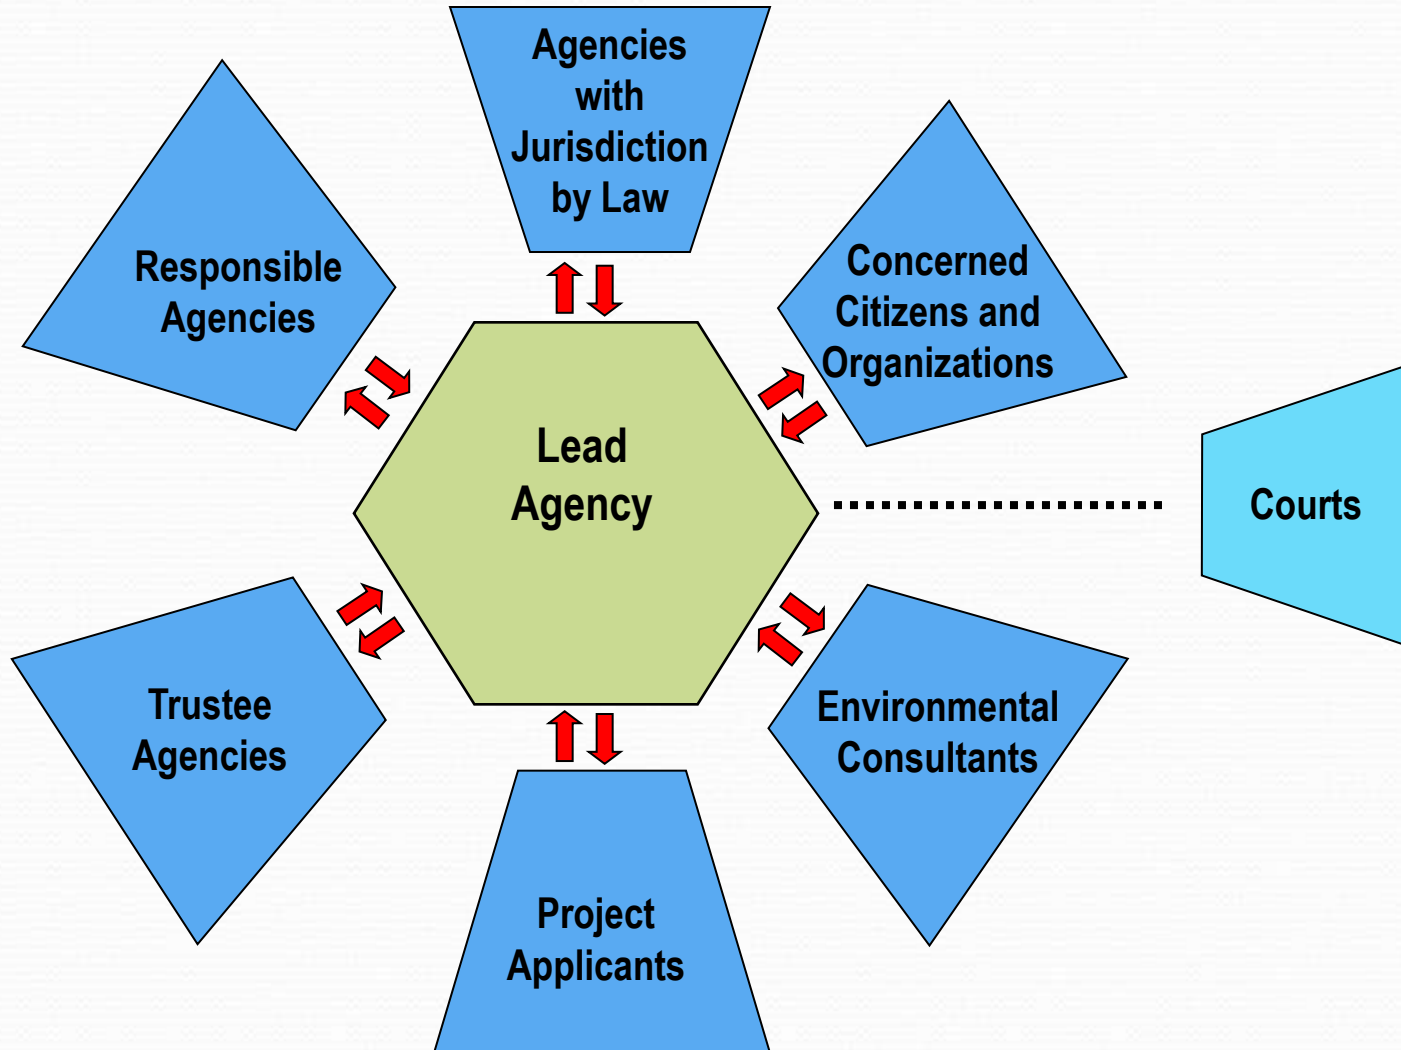 Agencies
with
Jurisdiction
by Law
Responsible
Agencies
Concerned
Citizens and
Organizations
Lead
Agency
Courts
Trustee
Agencies
Environmental
Consultants
Project
Applicants